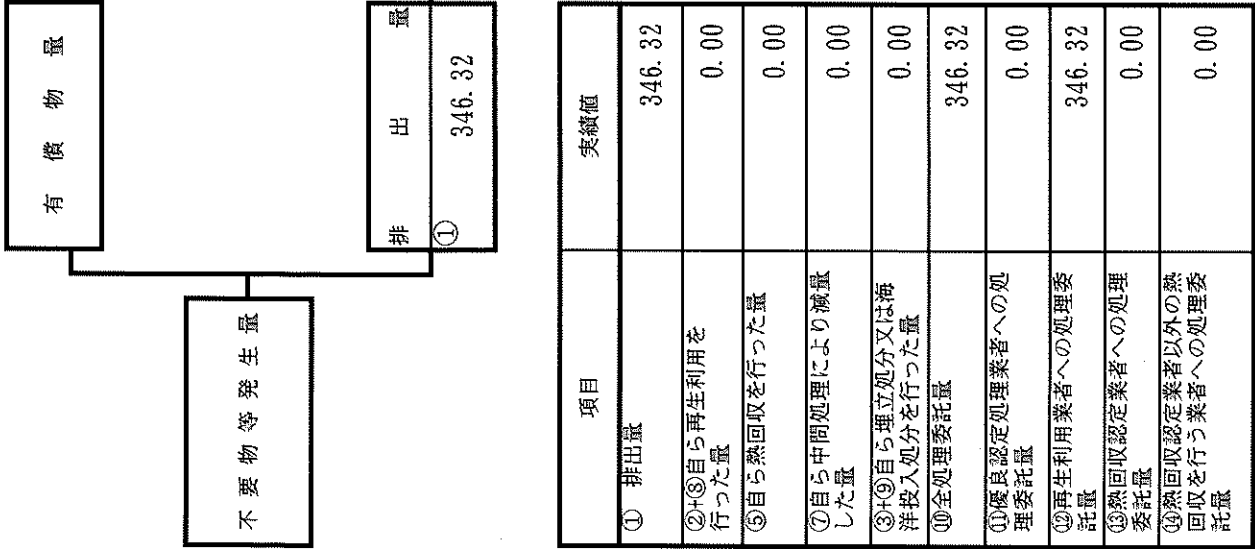 不要物等発生量
有償物量
排出量
① 346.32
項目 実績値
① 排出量 346.32
②+⑧自ら再生利用を
行った量 0.00
⑤自ら熱回収を行った量 0.00
⑦自ら中間処理により減量
した量 0.00
③+⑨自ら埋立処分又は海
洋投入処分を行った量 0.00
⑩全処理委託量 346.32
⑪優良認定処理業者への処
理委託量 0.00
⑫再生利用業者への処理委
託量 346.32
⑬熱回収認定業者への処理
委託量 0.00
⑭熱回収認定業者以外の熱
回収を行う業者への処理委
託量 0.00